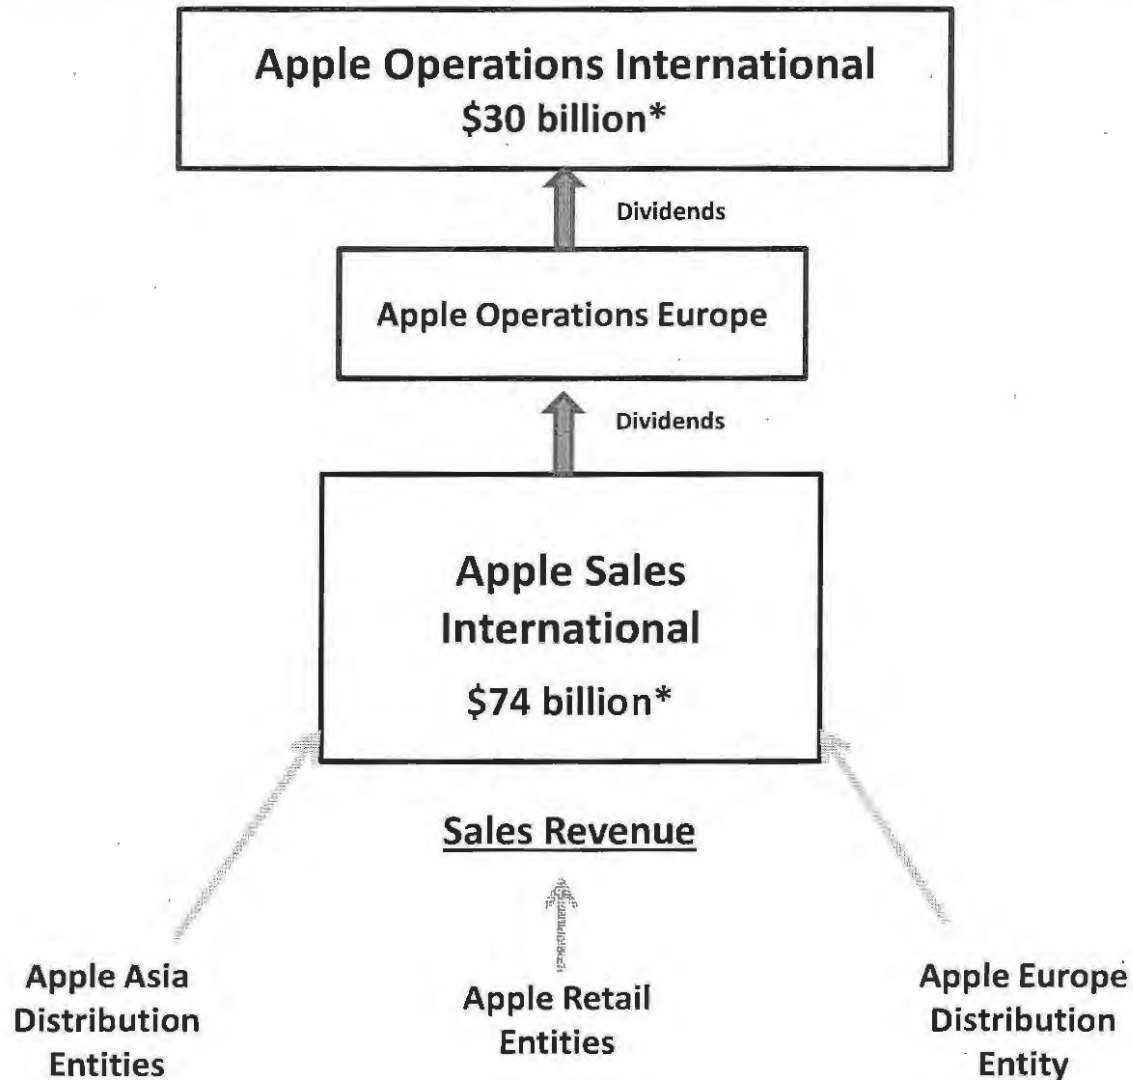 Apple Operations International
$30 billion*
Dividends
Apple Operations Europe
Dividends
Apple Sales
International
$74 billion*
Sales Revenue
Apple Asia
Distribution
Entities
Apple Retail
Entities
Apple Europe
Distribution
Entity